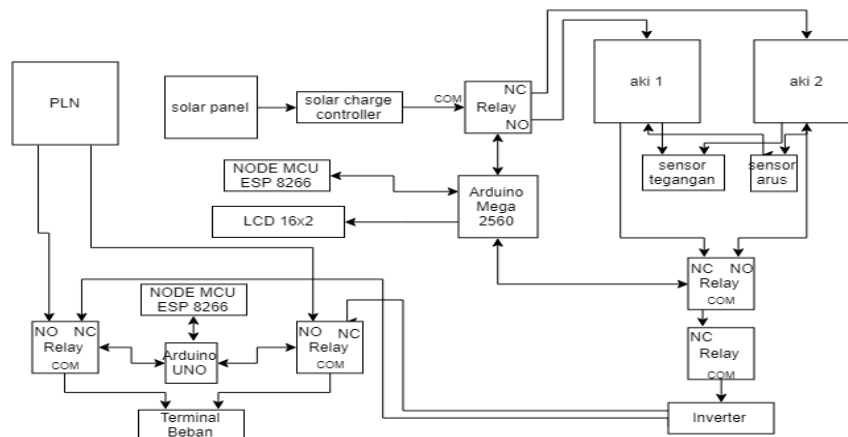 PLN
solar panel
solar charge
controller
COM
NC
Relay
NO
aki 1
aki 2
NODE MCU
ESP 8266
LCD 16x2
Arduino
Mega
2560
sensor
tegangan
sensor
arus
NC NO
Relay
COM
NC
Relay
COM
Inverter
NO NC
Relay
COM
NODE MCU
ESP 8266
Arduino
UNO
NO NC
Relay
COM
Terminal
Beban